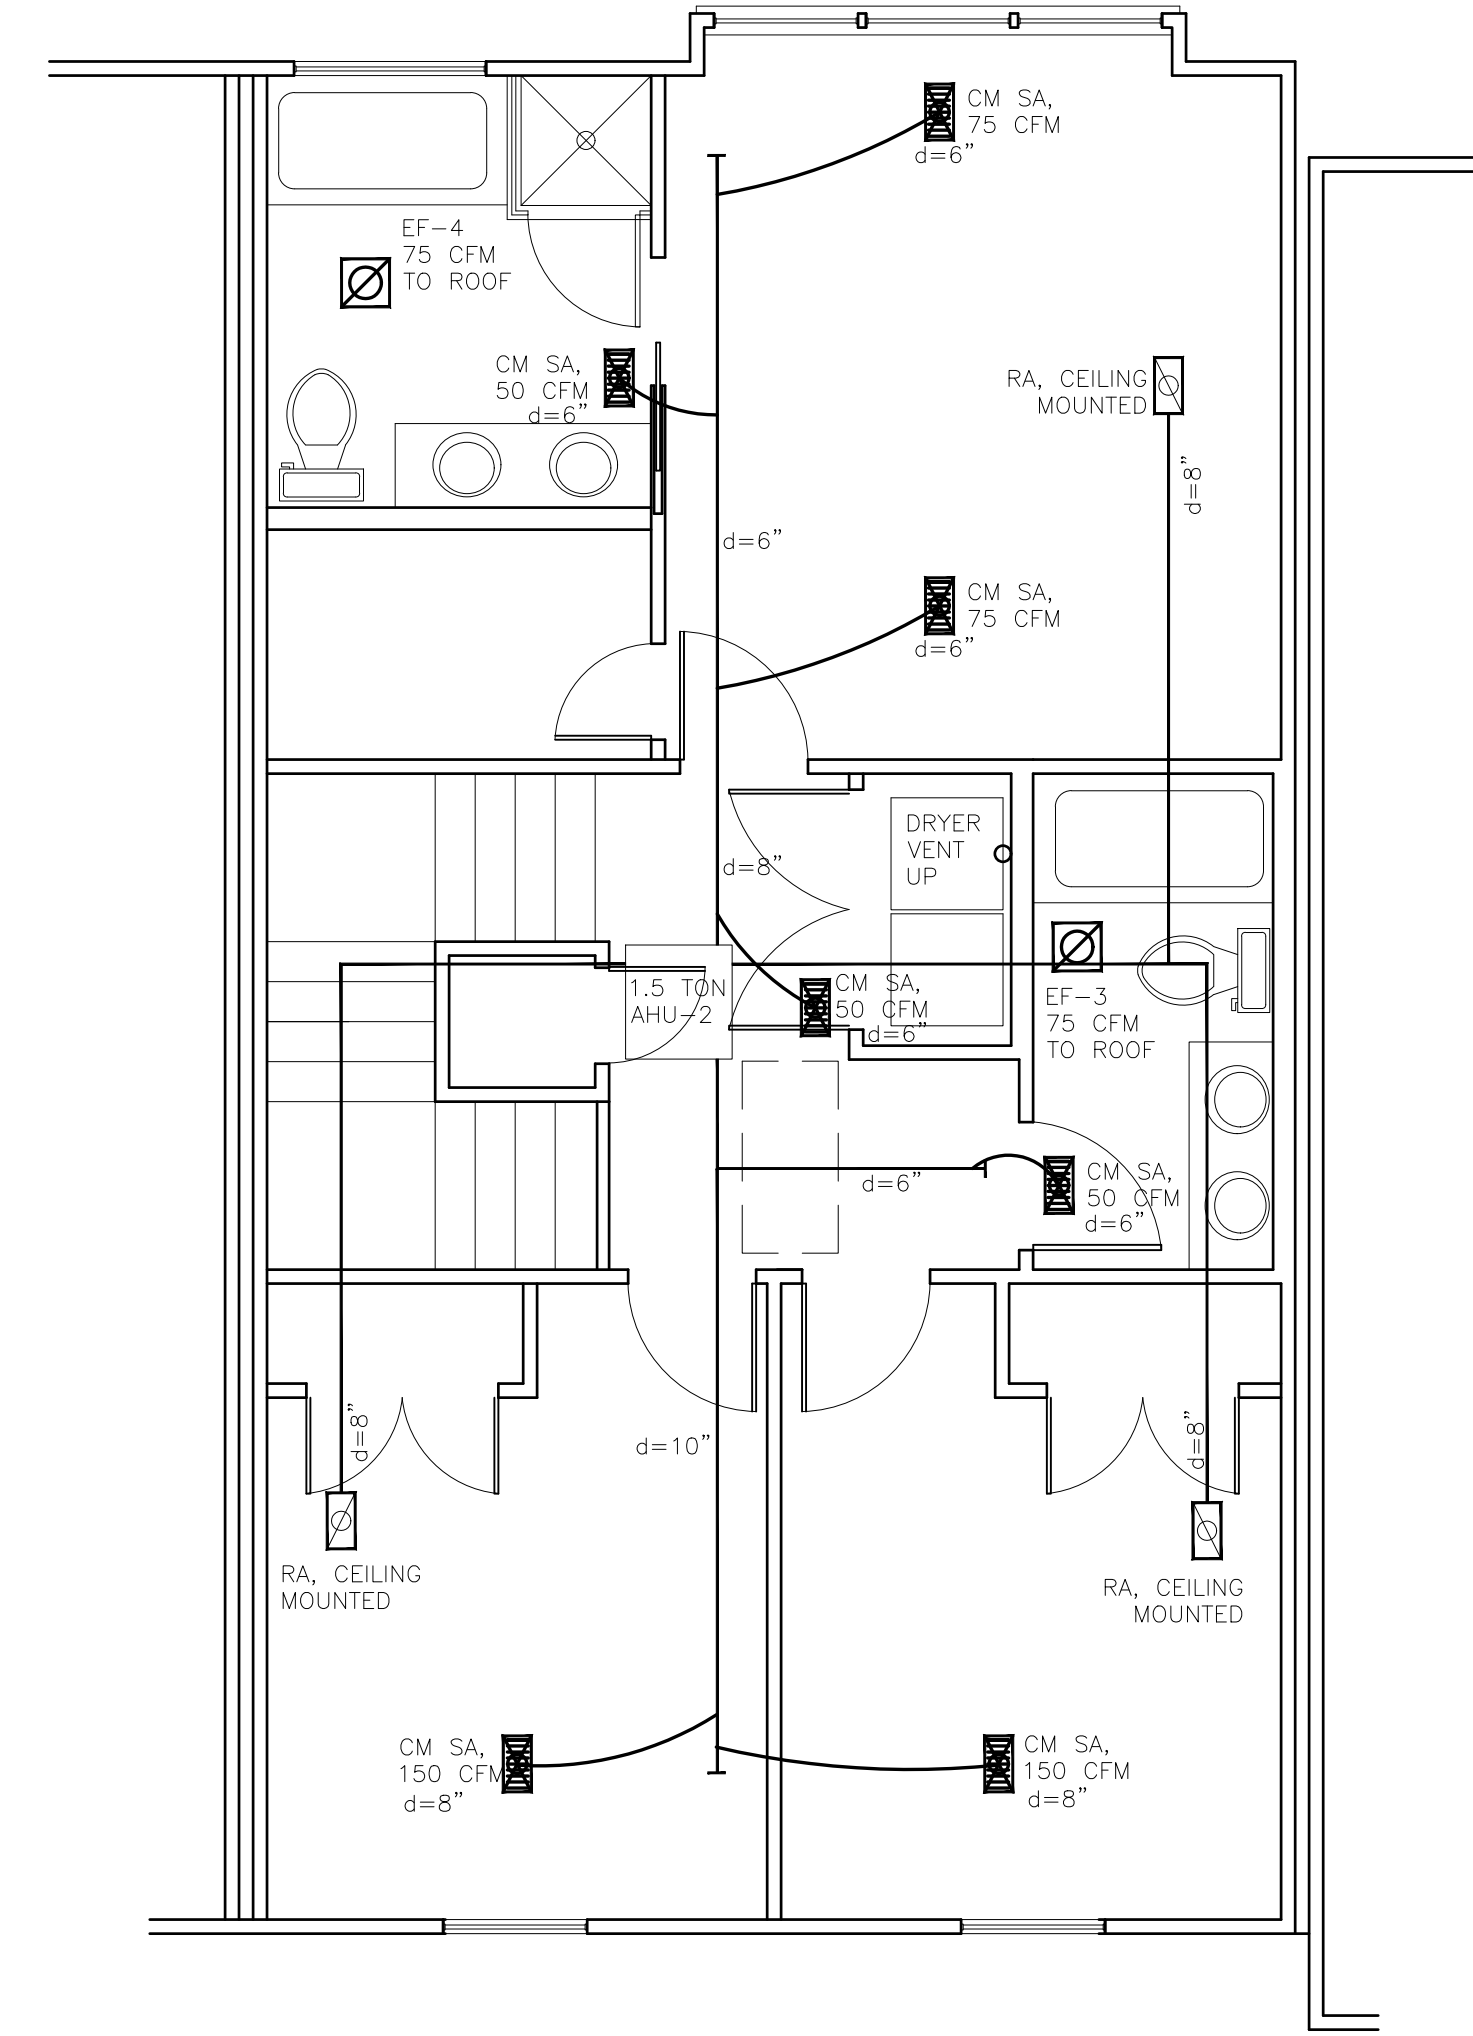 CM SA,
75 CFM
d=6”
EF-4
75 CFM
TO ROOF
CM SA,
50 CFM
d=6”
RA, CEILING
MOUNTED
d=8”
d=6”
CM SA,
75 CFM
d=6”
DRYER
VENT
UP
d=8”
1.5 TON
AHU-2
CM SA,
50 CFM
d=6”
EF-3
75 CFM
TO ROOF
d=6”
CM SA,
50 CFM
d=6”
d=8”
d=10”
d=8”
RA, CEILING
MOUNTED
RA, CEILING
MOUNTED
CM SA,
150 CFM
d=8”
CM SA,
150 CFM
d=8”